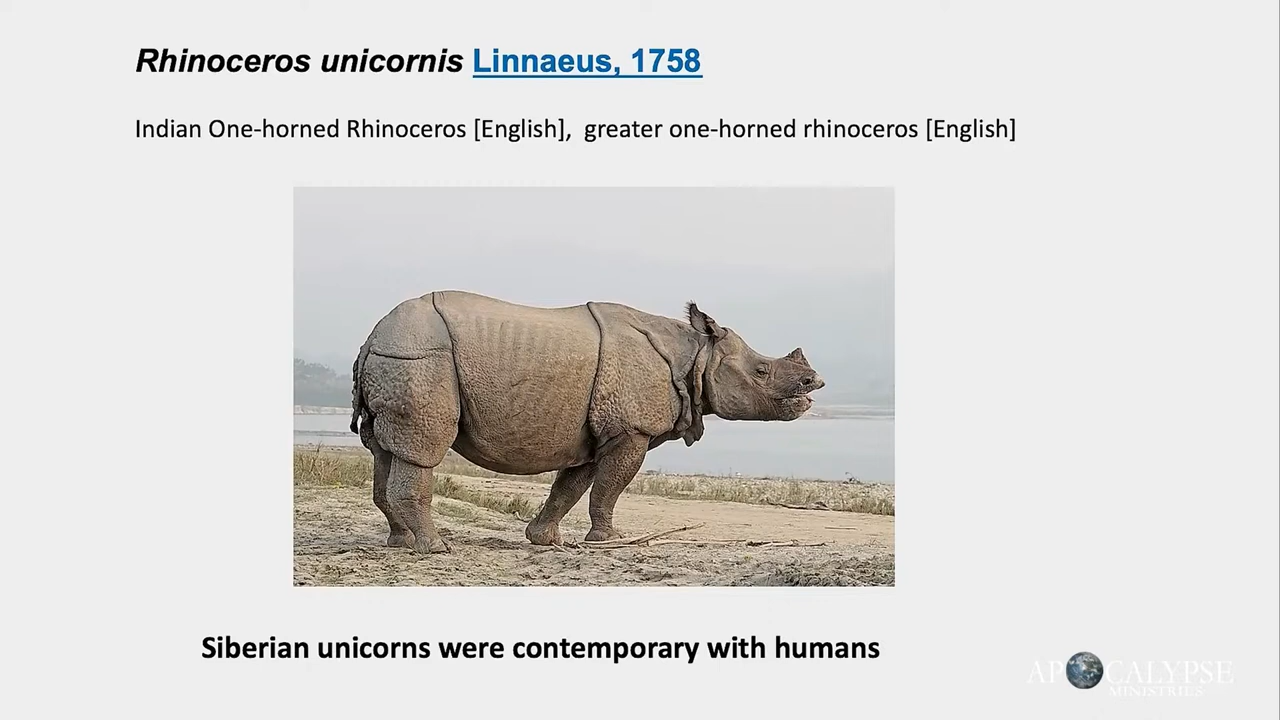 Rhinoceros unicornis Linnaeus, 1758
Indian One-horned Rhinoceros [English], greater one-horned rhinoceros [English]
Siberian unicorns were contemporary with humans
APOCALYPSE
MINISTRIES